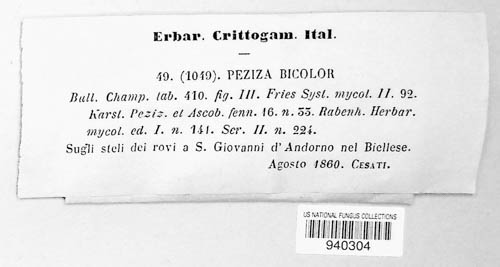 Erbar. Crittogam. Ital.
49. (1049). PEZIZA BICOLOR
Bull. Champ. tab. 410. fig. III. Fries Syst. mycol. II. 92.
Karst. Peziz. et Ascob. fenn. 16. n. 33. Rabenh. Herbar.
mycol. ed. I. n. 141. Ser. II. n. 224.
Sugli steli dei rovi a S. Giovanni d'Andorno nel Biellese.
Agosto 1860. CESATI.
US NATIONAL FUNGUS COLLECTIONS
940304